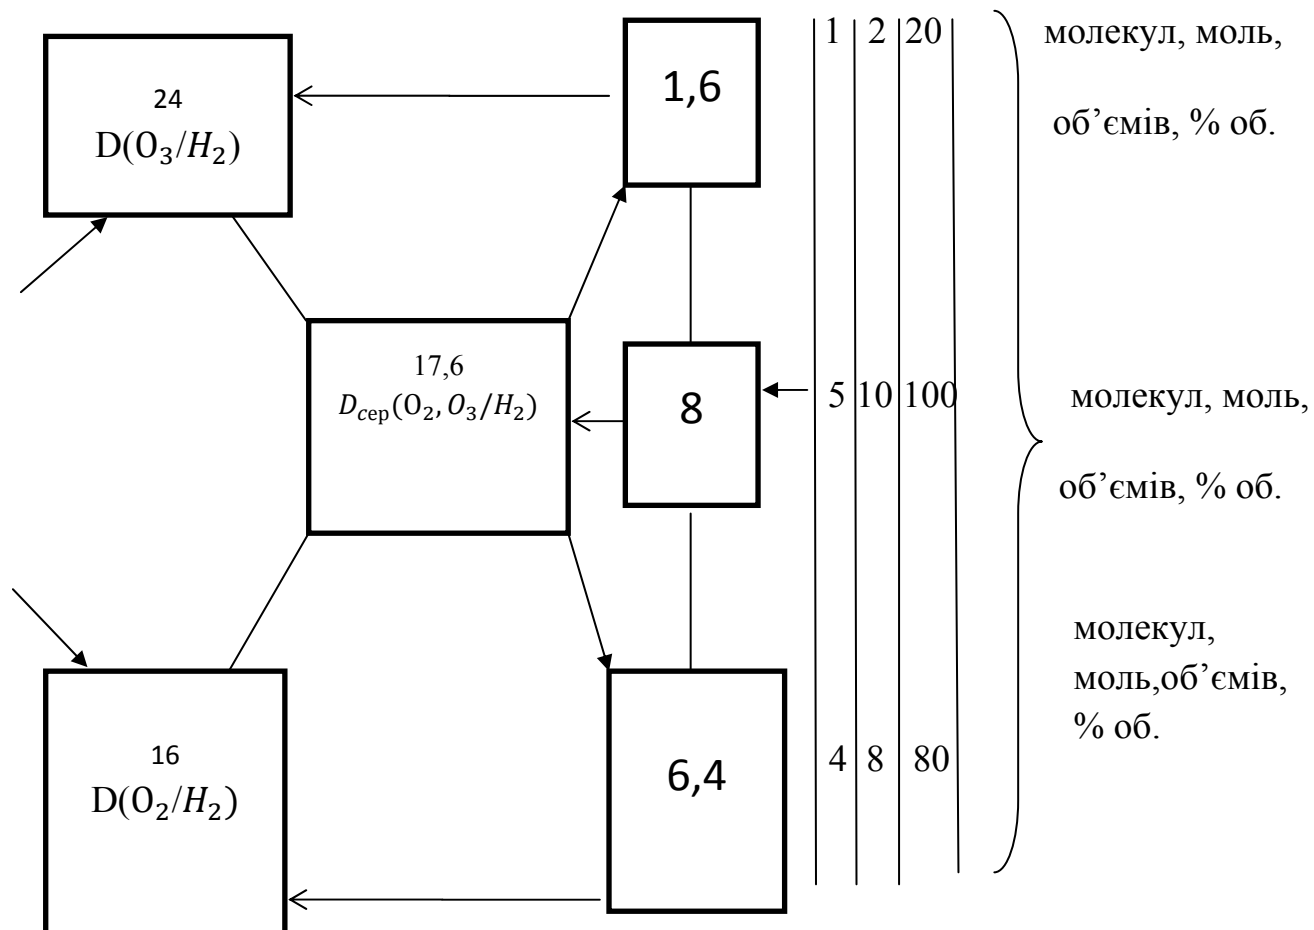 1 2 20
молекул, моль,
об’ємів, % об.
24
D(O₃/H₂)
1,6
17,6
Dсер(O₂, O₃/H₂)
8
5 10 100
молекул, моль,
об’ємів, % об.
16
D(O₂/H₂)
6,4
4 8 80
молекул,
моль,об’ємів,
% об.